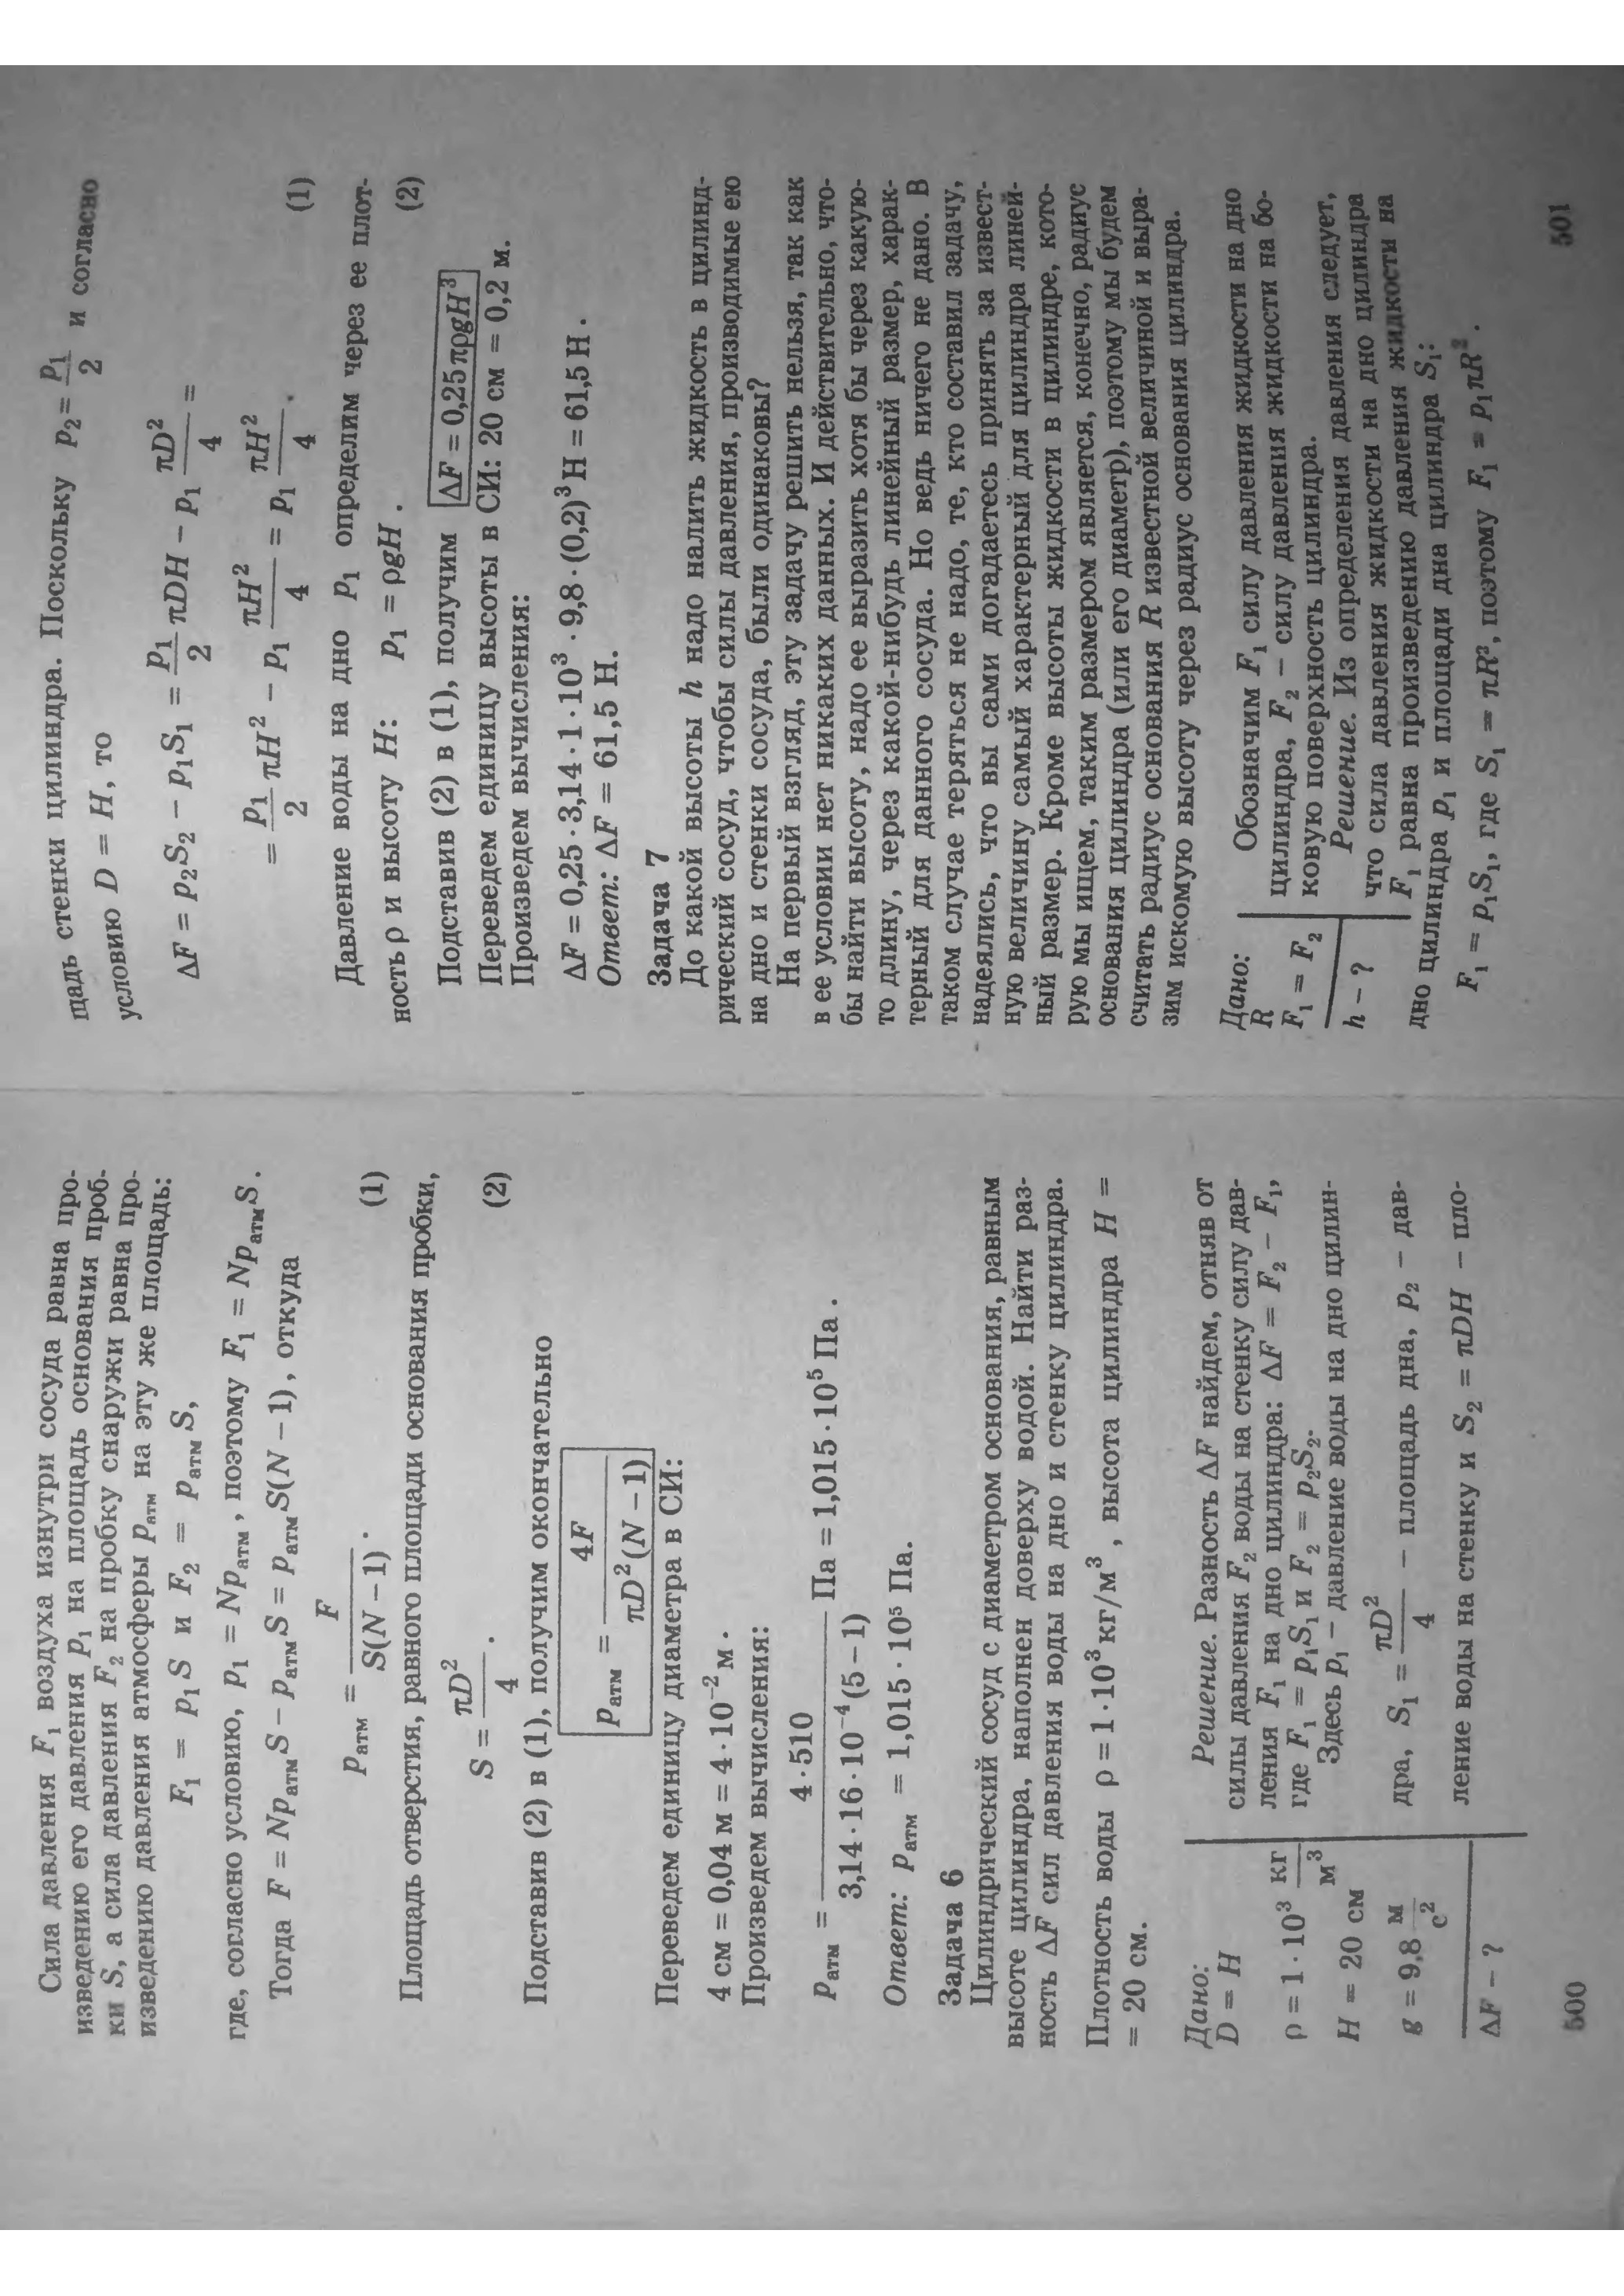 Сила давления F₁ воздуха изнутри сосуда равна про-
изведению его давления p₁ на площадь основания проб-
ки S, а сила давления F₂ на пробку снаружи равна про-
изведению давления атмосферы pатм на эту же площадь:
F₁ = p₁S и F₂ = pатмS,
где, согласно условию, p₁ = Npатм, поэтому F₁ = NpатмS.
Тогда F = NpатмS − pатмS = pатмS(N − 1), откуда
pатм = F / S(N − 1) . (1)
Площадь отверстия, равного площади основания пробки,
S = πD² / 4 . (2)
Подставив (2) в (1), получим окончательно
pатм = 4F / πD²(N − 1)
Переведем единицу диаметра в СИ:
4 см = 0,04 м = 4·10⁻² м .
Произведем вычисления:
pатм = 4·510 / 3,14·16·10⁻⁴(5 − 1) Па = 1,015·10⁵ Па .
Ответ: pатм = 1,015·10⁵ Па.
Задача 6
Цилиндрический сосуд с диаметром основания, равным
высоте цилиндра, наполнен доверху водой. Найти раз-
ность ΔF сил давления воды на дно и стенку цилиндра.
Плотность воды ρ = 1·10³ кг/м³ , высота цилиндра H =
= 20 см.
Дано:
D = H
ρ = 1·10³ кг / м³
H = 20 см
g = 9,8 м / с²
ΔF − ?
Решение. Разность ΔF найдем, отняв от
силы давления F₂ воды на стенку силу дав-
ления F₁ на дно цилиндра: ΔF = F₂ − F₁,
где F₁ = p₁S₁ и F₂ = p₂S₂.
Здесь p₁ − давление воды на дно цилин-
дра, S₁ = πD² / 4 − площадь дна, p₂ − дав-
ление воды на стенку и S₂ = πDH − пло-
500
щадь стенки цилиндра. Поскольку p₂ = p₁ / 2 и согласно
условию D = H, то
ΔF = p₂S₂ − p₁S₁ = p₁ / 2 πDH − p₁ πD² / 4 =
= p₁ / 2 πH² − p₁ πH² / 4 = p₁ πH² / 4 . (1)
Давление воды на дно p₁ определим через ее плот-
ность ρ и высоту H: p₁ = ρgH . (2)
Подставив (2) в (1), получим ΔF = 0,25πρgH³
Переведем единицу высоты в СИ: 20 см = 0,2 м.
Произведем вычисления:
ΔF = 0,25·3,14·1·10³·9,8·(0,2)³ Н = 61,5 Н .
Ответ: ΔF = 61,5 Н.
Задача 7
До какой высоты h надо налить жидкость в цилинд-
рический сосуд, чтобы силы давления, производимые ею
на дно и стенки сосуда, были одинаковы?
На первый взгляд, эту задачу решить нельзя, так как
в ее условии нет никаких данных. И действительно, что-
бы найти высоту, надо ее выразить хотя бы через какую-
то длину, через какой-нибудь линейный размер, харак-
терный для данного сосуда. Но ведь ничего не дано. В
таком случае теряться не надо, те, кто составил задачу,
надеялись, что вы сами догадаетесь принять за извест-
ную величину самый характерный для цилиндра линей-
ный размер. Кроме высоты жидкости в цилиндре, кото-
рую мы ищем, таким размером является, конечно, радиус
основания цилиндра (или его диаметр), поэтому мы будем
считать радиус основания R известной величиной и выра-
зим искомую высоту через радиус основания цилиндра.
Дано:
R
F₁ = F₂
h − ?
Обозначим F₁ силу давления жидкости на дно
цилиндра, F₂ − силу давления жидкости на бо-
ковую поверхность цилиндра.
Решение. Из определения давления следует,
что сила давления жидкости на дно цилиндра
F₁ равна произведению давления жидкости на
дно цилиндра p₁ и площади дна цилиндра S₁:
F₁ = p₁S₁, где S₁ = πR², поэтому F₁ = p₁πR² .
501